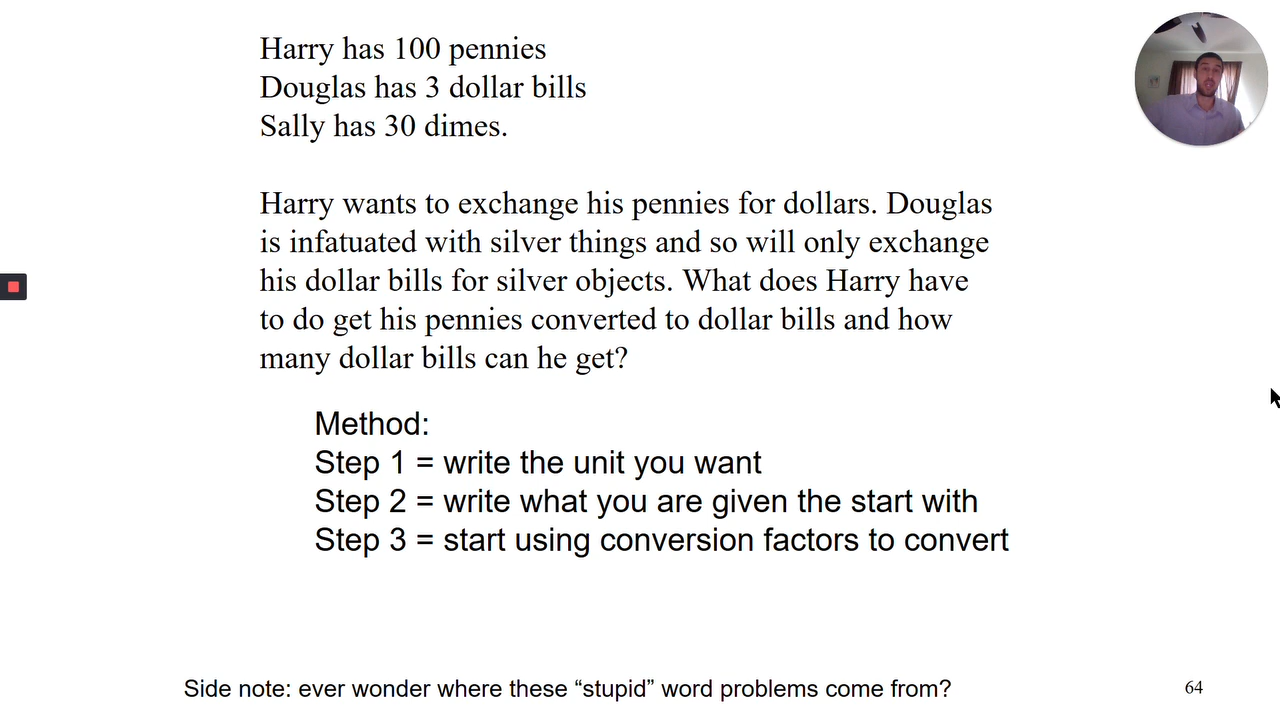 Harry has 100 pennies
Douglas has 3 dollar bills
Sally has 30 dimes.
Harry wants to exchange his pennies for dollars. Douglas
is infatuated with silver things and so will only exchange
his dollar bills for silver objects. What does Harry have
to do get his pennies converted to dollar bills and how
many dollar bills can he get?
Method:
Step 1 = write the unit you want
Step 2 = write what you are given the start with
Step 3 = start using conversion factors to convert
Side note: ever wonder where these “stupid” word problems come from?
64